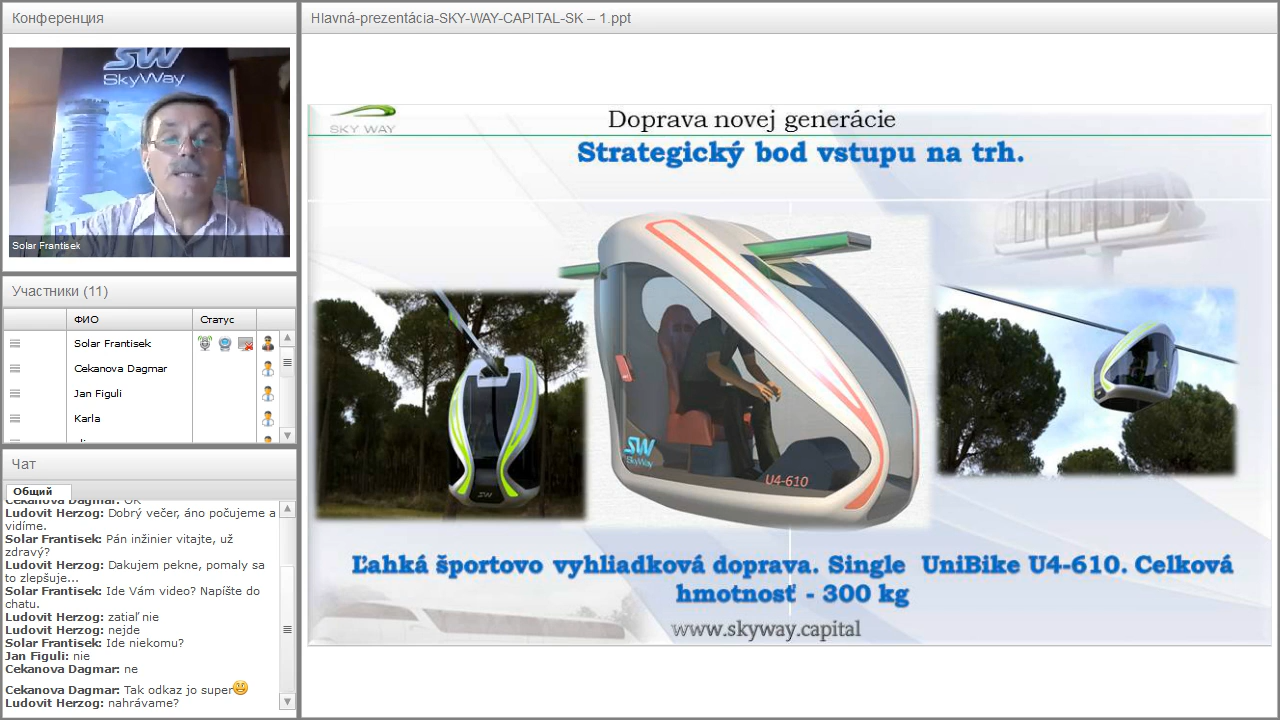 Конференция
SW
SkyWay
Solar Frantisek
Участники (11)
ФИО
Статус
Solar Frantisek
Cekanova Dagmar
Jan Figuli
Karla
Чат
Общий
Cekanova Dagmar: OK
Ludovit Herzog: Dobrý večer, áno počujeme a
vidíme.
Solar Frantisek: Pán inžinier vitajte, už
zdravý?
Ludovit Herzog: Dakujem pekne, pomaly sa
to zlepšuje...
Solar Frantisek: Ide Vám video? Napíšte do
chatu.
Ludovit Herzog: zatiaľ nie
Ludovit Herzog: nejde
Solar Frantisek: Ide niekomu?
Jan Figuli: nie
Cekanova Dagmar: ne
Cekanova Dagmar: Tak odkaz jo super
Ludovit Herzog: nahrávame?
Hlavná-prezentácia-SKY-WAY-CAPITAL-SK – 1.ppt
SKY WAY
Doprava novej generácie
Strategický bod vstupu na trh.
SW
SkyWay
U4-610
SW
Ľahká športovo vyhliadková doprava. Single UniBike U4-610. Celková
hmotnosť - 300 kg
www.skyway.capital